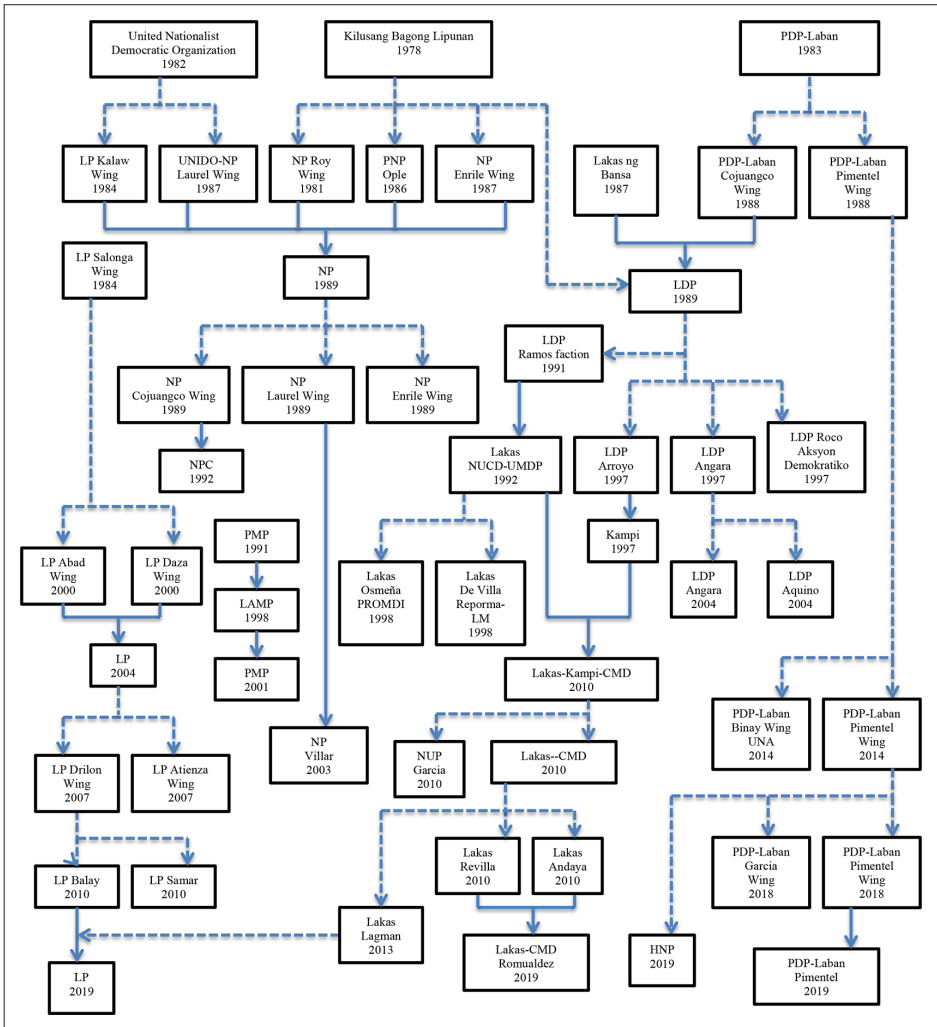 United Nationalist
Democratic Organization
1982
Kilusang Bagong Lipunan
1978
PDP-Laban
1983
LP Kalaw
Wing
1984
UNIDO-NP
Laurel Wing
1987
NP Roy
Wing
1981
PNP
Ople
1986
NP
Enrile Wing
1987
Lakas ng
Bansa
1987
PDP-Laban
Cojuangco
Wing
1988
PDP-Laban
Pimentel
Wing
1988
LP Salonga
Wing
1984
NP
1989
LDP
1989
LDP
Ramos faction
1991
NP
Cojuangco Wing
1989
NP
Laurel Wing
1989
NP
Enrile Wing
1989
NPC
1992
Lakas
NUCD-UMDP
1992
LDP
Arroyo
1997
LDP
Angara
1997
LDP Roco
Aksyon
Demokratiko
1997
LP Abad
Wing
2000
LP Daza
Wing
2000
PMP
1991
Kampi
1997
Lakas
Osmeña
PROMDI
1998
Lakas
De Villa
Reporma-
LM
1998
LDP
Angara
2004
LDP
Aquino
2004
LAMP
1998
LP
2004
PMP
2001
Lakas-Kampi-CMD
2010
PDP-Laban
Binay Wing
UNA
2014
PDP-Laban
Pimentel
Wing
2014
LP Drilon
Wing
2007
LP Atienza
Wing
2007
NP
Villar
2003
NUP
Garcia
2010
Lakas--CMD
2010
LP Balay
2010
LP Samar
2010
Lakas
Revilla
2010
Lakas
Andaya
2010
PDP-Laban
Garcia
Wing
2018
PDP-Laban
Pimentel
Wing
2018
LP
2019
Lakas
Lagman
2013
Lakas-CMD
Romualdez
2019
HNP
2019
PDP-Laban
Pimentel
2019